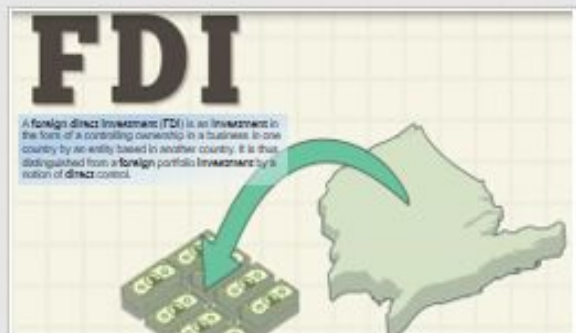 FDI
A foreign direct investment (FDI) is an investment in
the form of a controlling ownership in a business in one
country by an entity based in another country. It is thus
distinguished from a foreign portfolio investment by a
notion of direct control.